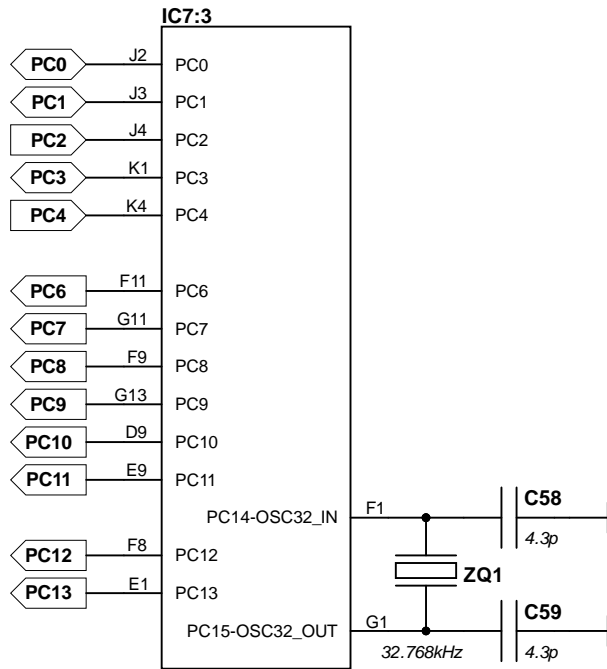 IC7:3
PC0 J2 PC0
PC1 J3 PC1
PC2 J4 PC2
PC3 K1 PC3
PC4 K4 PC4
PC6 F11 PC6
PC7 G11 PC7
PC8 F9 PC8
PC9 G13 PC9
PC10 D9 PC10
PC11 E9 PC11
PC14-OSC32_IN F1 C58
4.3p
PC12 F8 PC12
ZQ1
PC13 E1 PC13
PC15-OSC32_OUT G1 C59
32.768kHz 4.3p